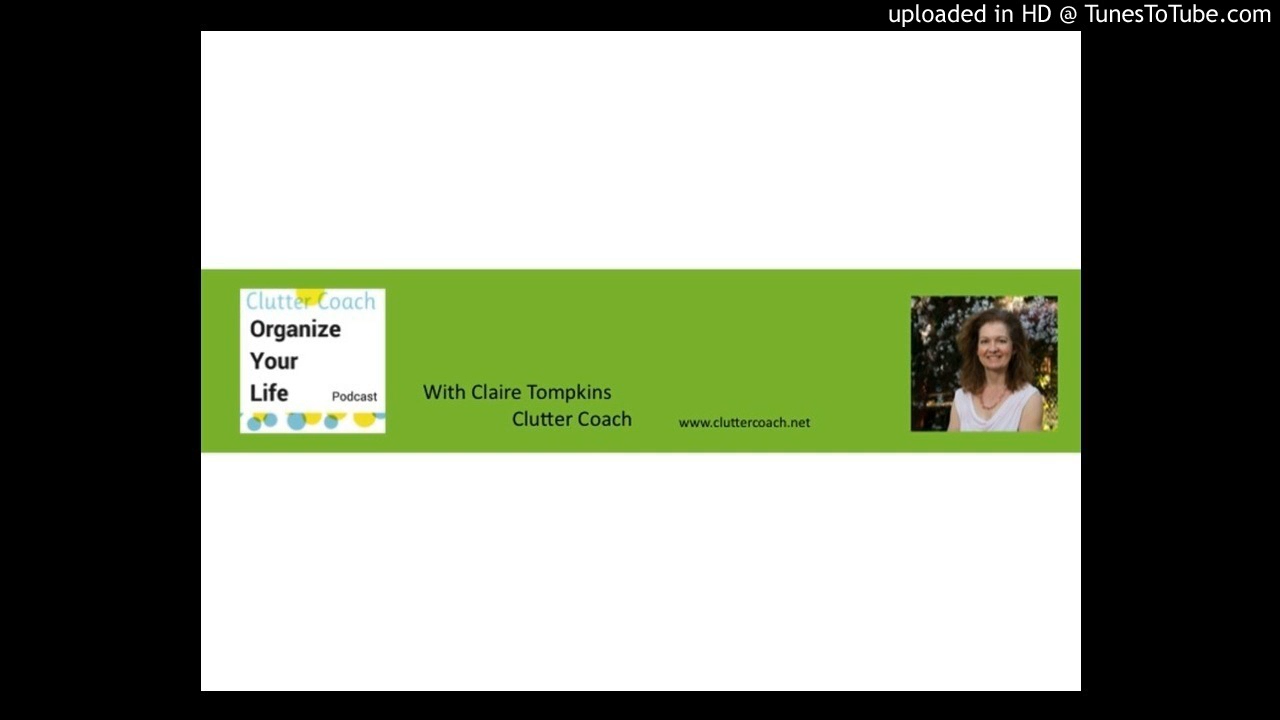 uploaded in HD @ TunesToTube.com
Clutter Coach
Organize
Your
Life
Podcast
With Claire Tompkins
Clutter Coach
www.cluttercoach.net